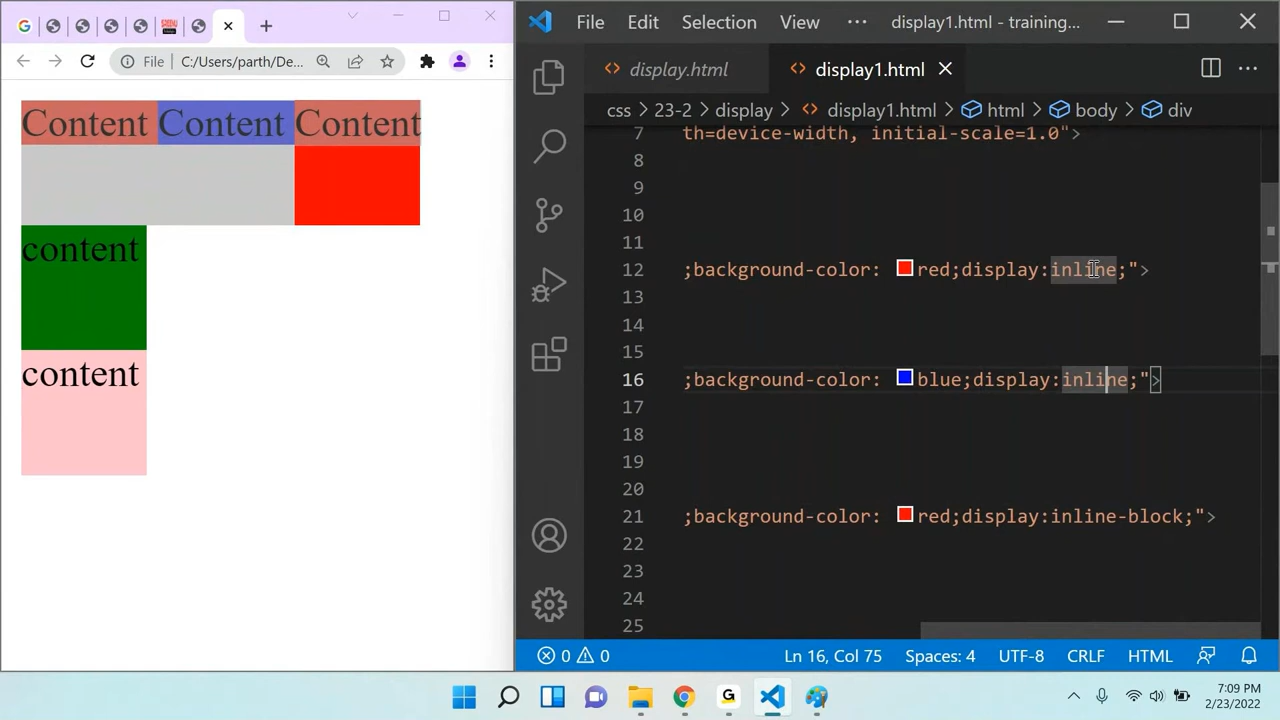 File Edit Selection View ··· display1.html - training...
G
File C:/Users/parth/De...
display.html display1.html
css > 23-2 > display > display1.html > html > body > div
Content Content Content
content
content
7 th=device-width, initial-scale=1.0">
8
9
10
11
12 ;background-color: red;display:inline;">
13
14
15
16 ;background-color: blue;display:inline;">
17
18
19
20
21 ;background-color: red;display:inline-block;">
22
23
24
25
0 0 Ln 16, Col 75 Spaces: 4 UTF-8 CRLF HTML
G
7:09 PM
2/23/2022